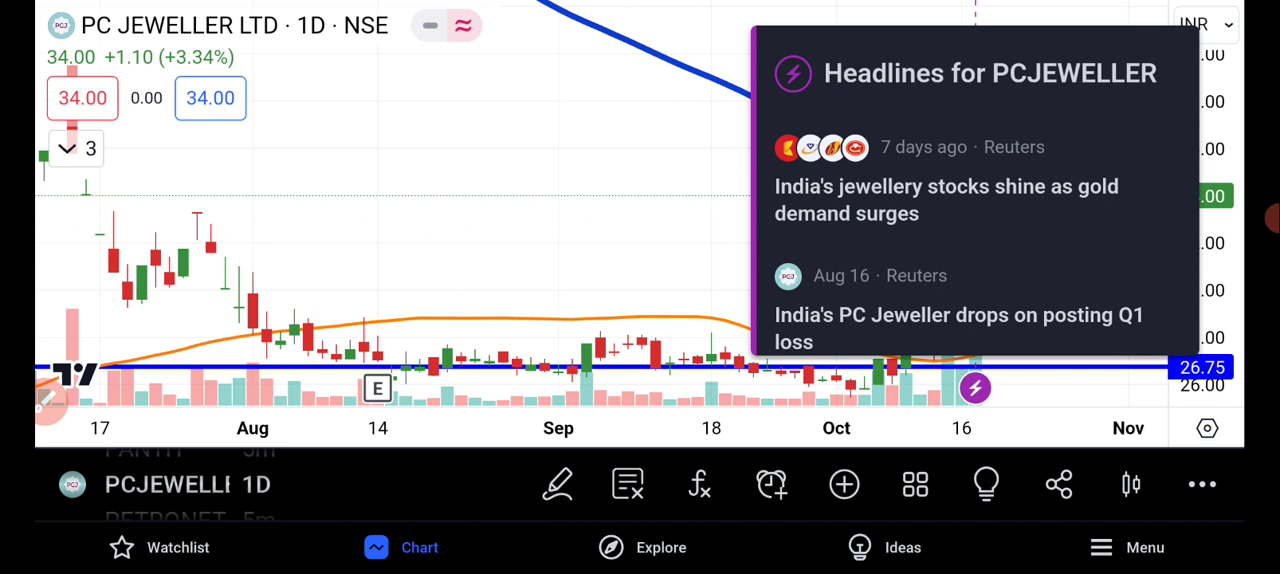 PC JEWELLER LTD · 1D · NSE
INR
34.00 +1.10 (+3.34%)
34.00 0.00 34.00
3
Headlines for PCJEWELLER
7 days ago · Reuters
India's jewellery stocks shine as gold
demand surges
PCJ
Aug 16 · Reuters
India's PC Jeweller drops on posting Q1
loss
.00
.00
.00
.00
.00
.00
.00
26.75
26.00
E
17 Aug 14 Sep 18 Oct 16 Nov
PCJEWELLI 1D
PETRONET 5m
Watchlist
Chart
Explore
Ideas
Menu